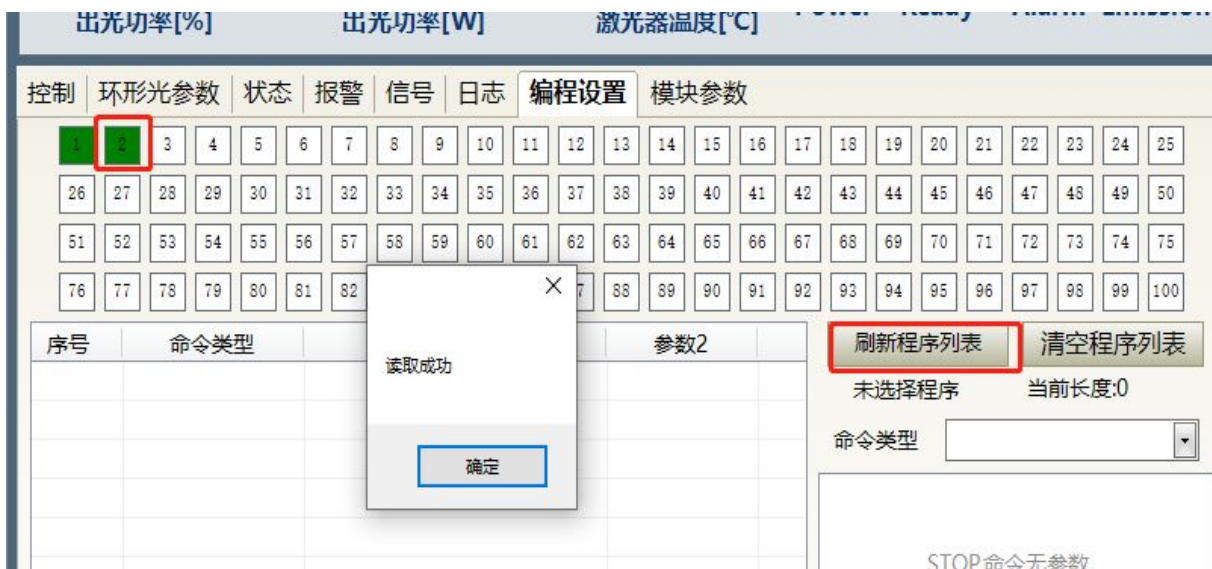 出光功率[%] 出光功率[W] 激光器温度[℃] Power Ready Alarm Emission
控制 环形光参数 状态 报警 信号 日志 编程设置 模块参数
1 2 3 4 5 6 7 8 9 10 11 12 13 14 15 16 17 18 19 20 21 22 23 24 25
26 27 28 29 30 31 32 33 34 35 36 37 38 39 40 41 42 43 44 45 46 47 48 49 50
51 52 53 54 55 56 57 58 59 60 61 62 63 64 65 66 67 68 69 70 71 72 73 74 75
76 77 78 79 80 81 82 7 88 89 90 91 92 93 94 95 96 97 98 99 100
序号 命令类型 参数2 刷新程序列表 清空程序列表
读取成功
未选择程序 当前长度:0
命令类型
确定
STOP命令无参数